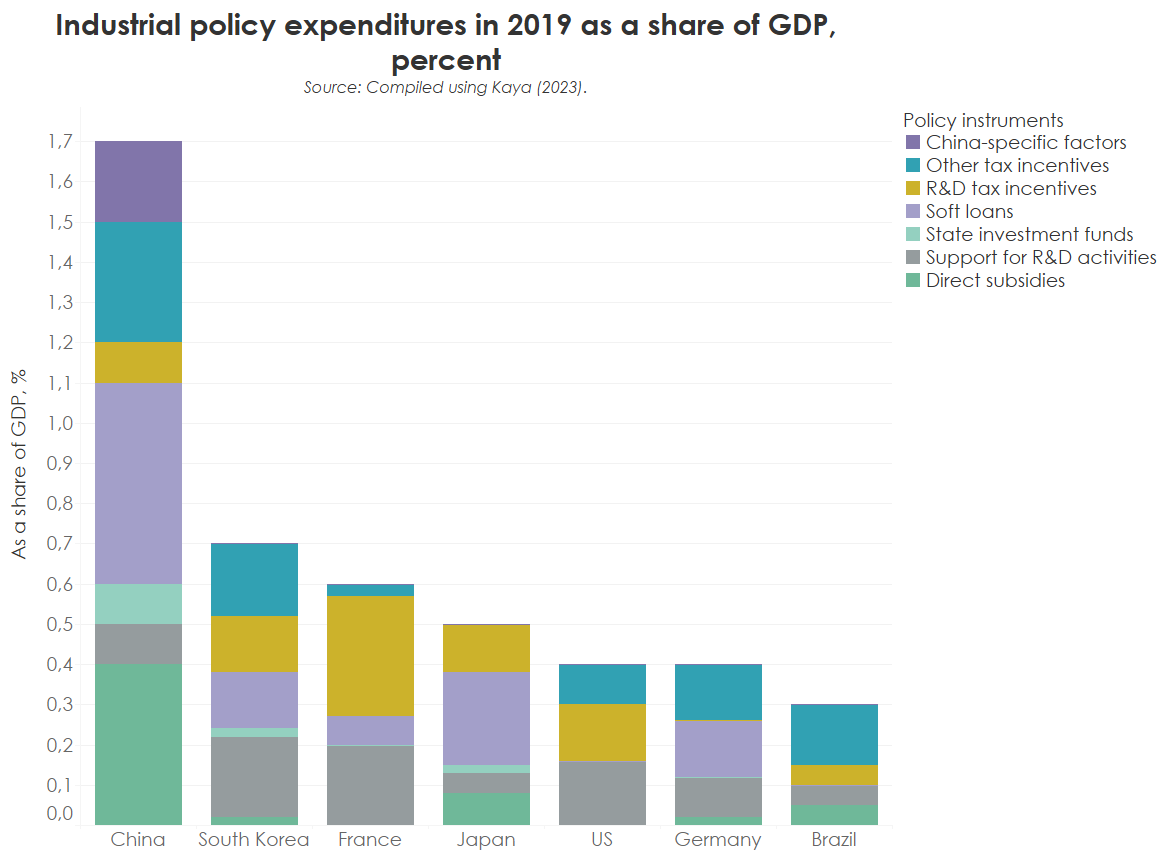 Industrial policy expenditures in 2019 as a share of GDP,
percent
Source: Compiled using Kaya (2023).
Policy instruments
China-specific factors
Other tax incentives
R&D tax incentives
Soft loans
State investment funds
Support for R&D activities
Direct subsidies
As a share of GDP, %
1,7
1,6
1,5
1,4
1,3
1,2
1,1
1,0
0,9
0,8
0,7
0,6
0,5
0,4
0,3
0,2
0,1
0,0
China South Korea France Japan US Germany Brazil